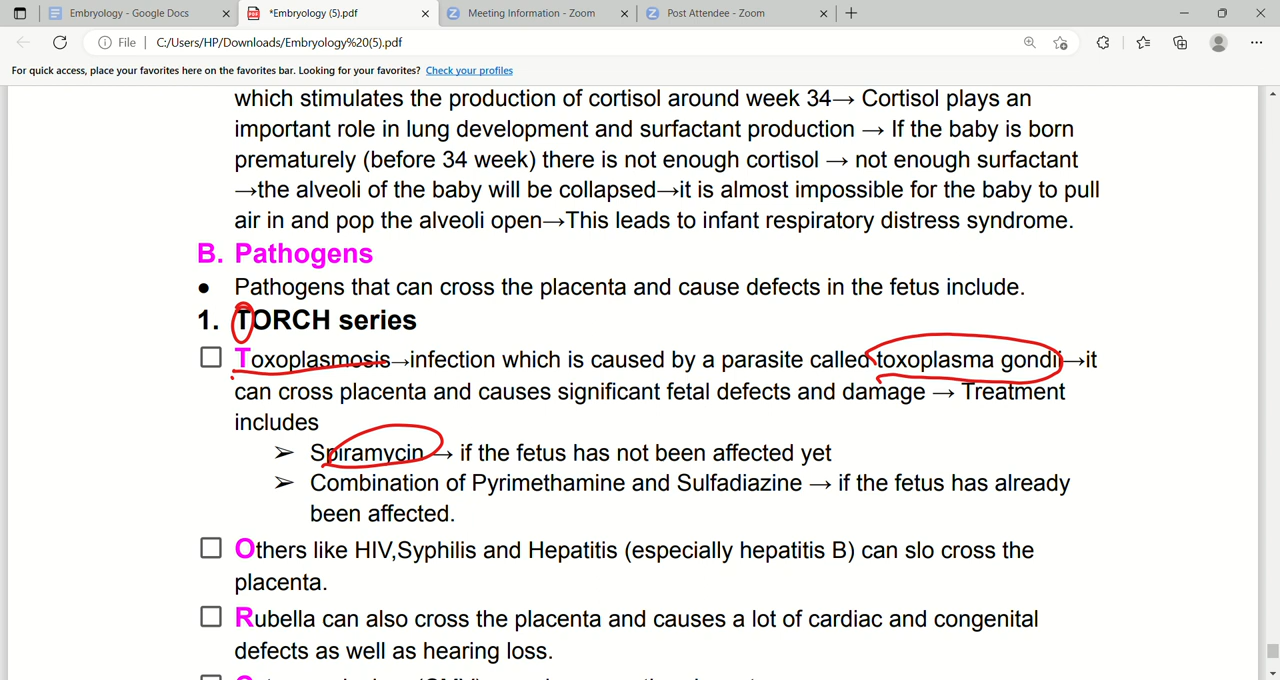 Embryology - Google Docs
*Embryology (5).pdf
Meeting Information - Zoom
Post Attendee - Zoom
File
C:/Users/HP/Downloads/Embryology%20(5).pdf
For quick access, place your favorites here on the favorites bar. Looking for your favorites? Check your profiles
which stimulates the production of cortisol around week 34→ Cortisol plays an
important role in lung development and surfactant production → If the baby is born
prematurely (before 34 week) there is not enough cortisol → not enough surfactant
→the alveoli of the baby will be collapsed→it is almost impossible for the baby to pull
air in and pop the alveoli open→This leads to infant respiratory distress syndrome.
B. Pathogens
● Pathogens that can cross the placenta and cause defects in the fetus include.
1. TORCH series
☐ Toxoplasmosis→infection which is caused by a parasite called toxoplasma gondii→it
can cross placenta and causes significant fetal defects and damage → Treatment
includes
➢ Spiramycin → if the fetus has not been affected yet
➢ Combination of Pyrimethamine and Sulfadiazine → if the fetus has already
been affected.
☐ Others like HIV,Syphilis and Hepatitis (especially hepatitis B) can slo cross the
placenta.
☐ Rubella can also cross the placenta and causes a lot of cardiac and congenital
defects as well as hearing loss.